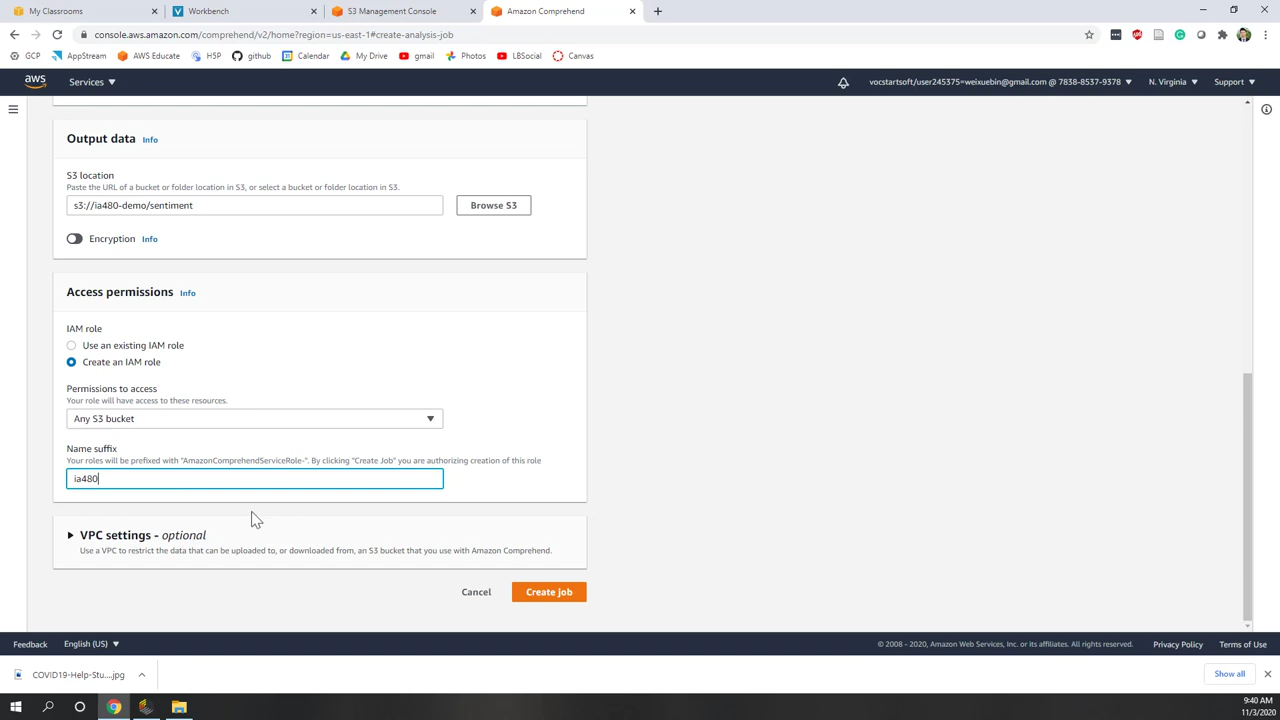 My Classrooms
Workbench
S3 Management Console
Amazon Comprehend
console.aws.amazon.com/comprehend/v2/home?region=us-east-1#create-analysis-job
GCP
AppStream
AWS Educate
H5P
github
Calendar
My Drive
gmail
Photos
LBSocial
Canvas
aws
Services
vocstartsoft/user245375=weixuebin@gmail.com @ 7838-8537-9378
N. Virginia
Support
Output data Info
S3 location
Paste the URL of a bucket or folder location in S3, or select a bucket or folder location in S3.
s3://ia480-demo/sentiment
Browse S3
Encryption Info
Access permissions Info
IAM role
Use an existing IAM role
Create an IAM role
Permissions to access
Your role will have access to these resources.
Any S3 bucket
Name suffix
Your roles will be prefixed with "AmazonComprehendServiceRole-". By clicking "Create Job" you are authorizing creation of this role
ia480
VPC settings - optional
Use a VPC to restrict the data that can be uploaded to, or downloaded from, an S3 bucket that you use with Amazon Comprehend.
Cancel
Create job
Feedback
English (US)
© 2008 - 2020, Amazon Web Services, Inc. or its affiliates. All rights reserved.
Privacy Policy
Terms of Use
COVID19-Help-Stu....jpg
Show all
9:40 AM
11/3/2020